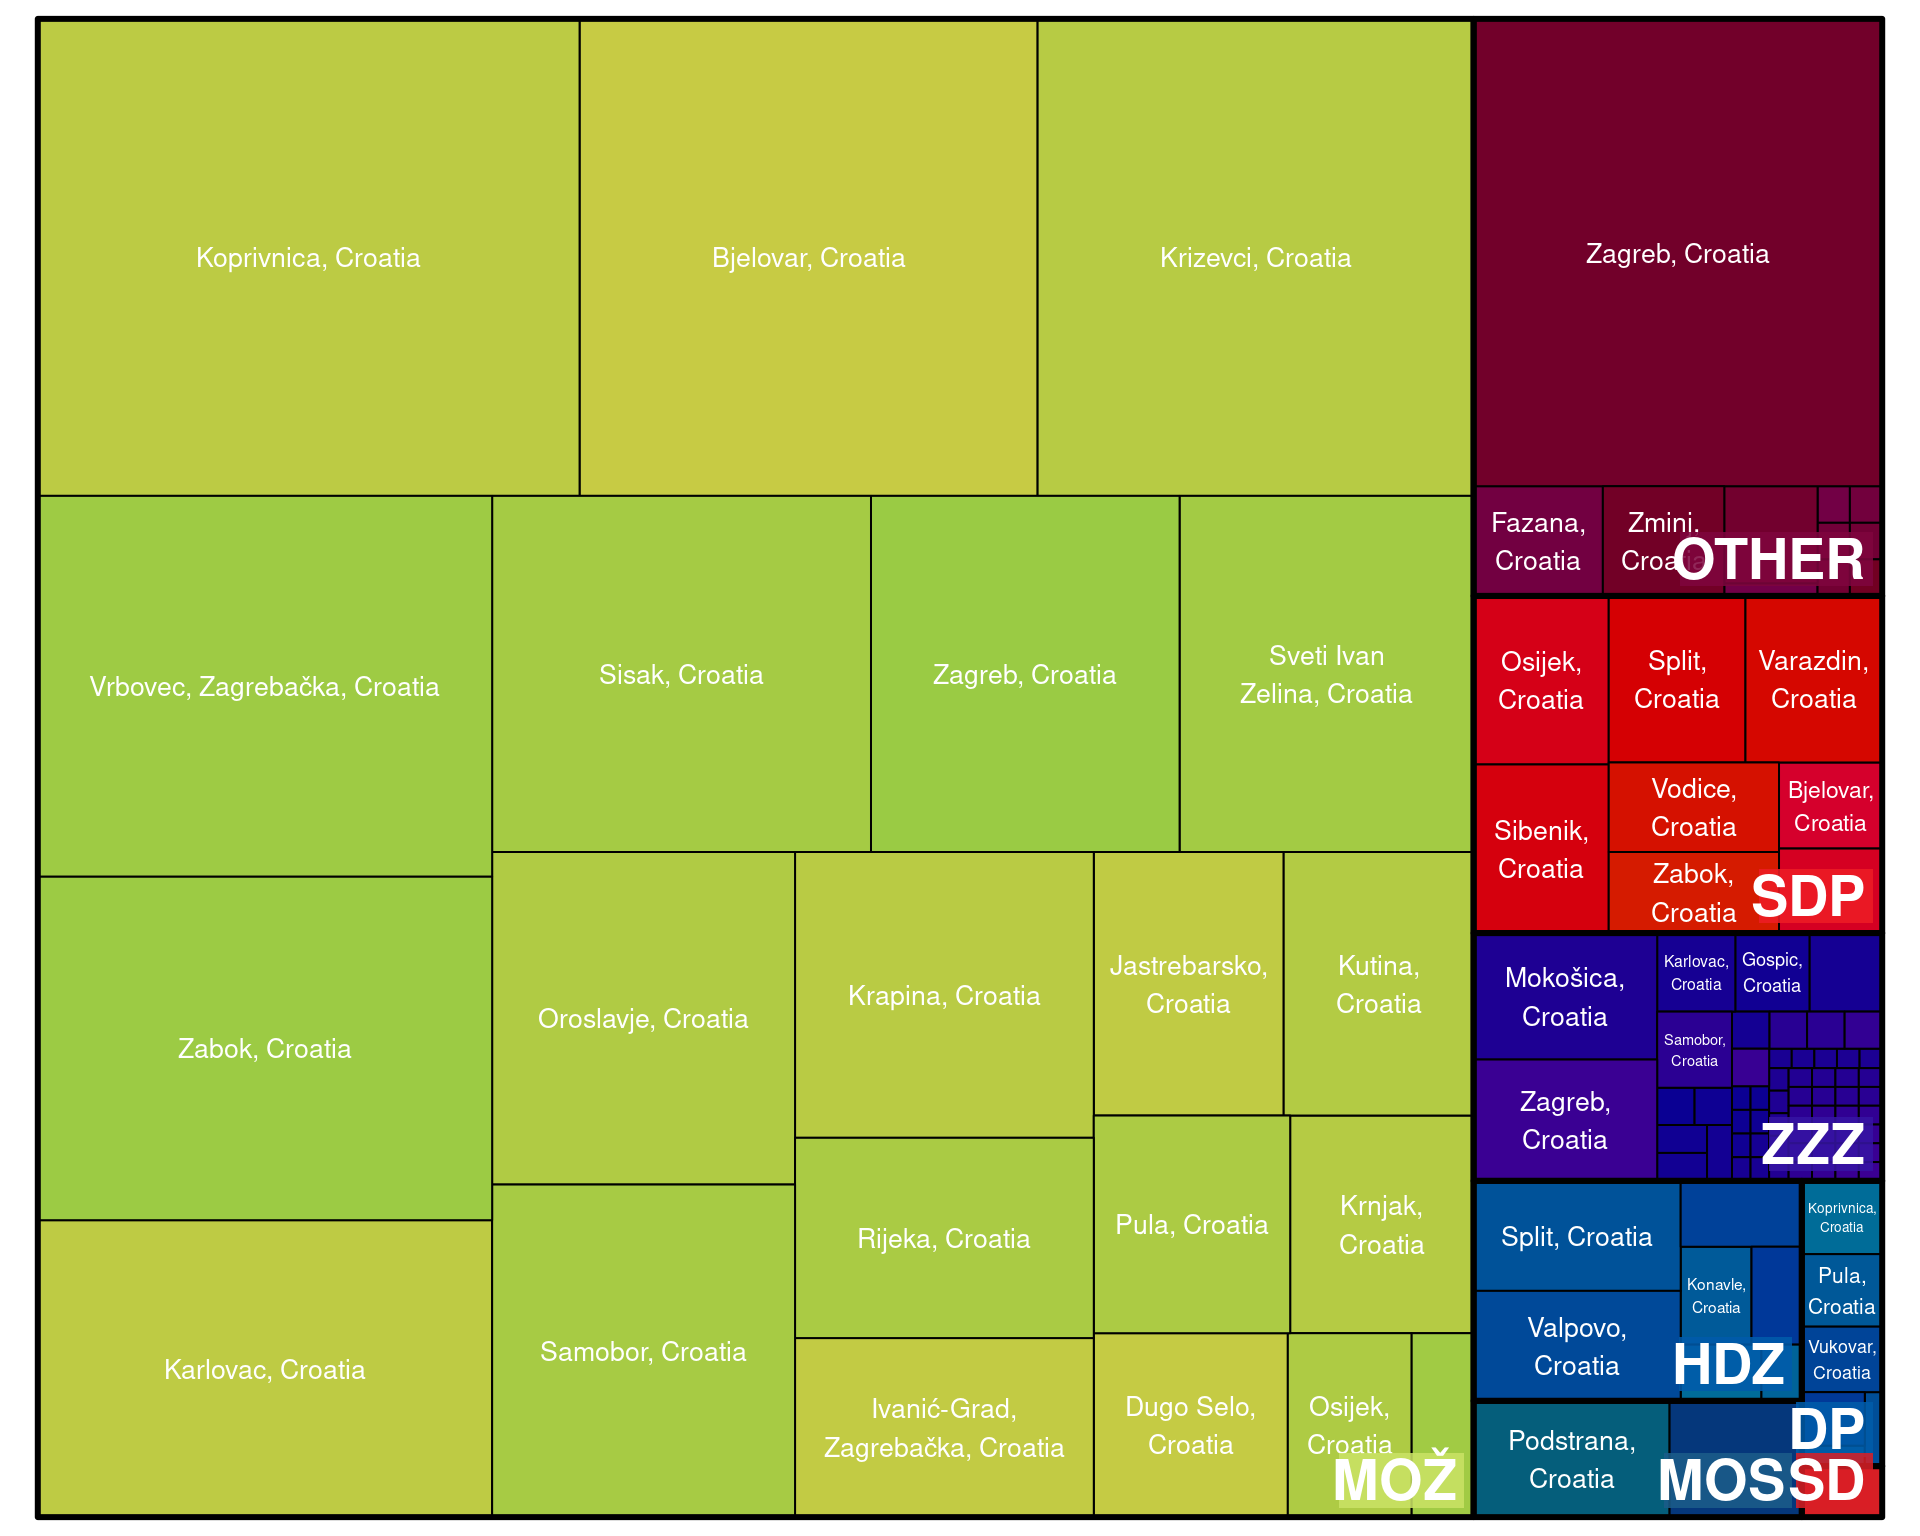 Koprivnica, Croatia
Bjelovar, Croatia
Krizevci, Croatia
Vrbovec, Zagrebačka, Croatia
Sisak, Croatia
Zagreb, Croatia
Sveti Ivan
Zelina, Croatia
Zabok, Croatia
Karlovac, Croatia
Oroslavje, Croatia
Samobor, Croatia
Krapina, Croatia
Rijeka, Croatia
Ivanić-Grad,
Zagrebačka, Croatia
Jastrebarsko,
Croatia
Kutina,
Croatia
Pula, Croatia
Krnjak,
Croatia
Dugo Selo,
Croatia
Osijek,
Croatia
MOŽ
Zagreb, Croatia
Fazana,
Croatia
Zmini,
Croatia
OTHER
Osijek,
Croatia
Split,
Croatia
Varazdin,
Croatia
Sibenik,
Croatia
Vodice,
Croatia
Bjelovar,
Croatia
Zabok,
Croatia
SDP
Mokošica,
Croatia
Zagreb,
Croatia
Karlovac,
Croatia
Gospic,
Croatia
Samobor,
Croatia
ZZZ
Split, Croatia
Valpovo,
Croatia
Konavle,
Croatia
HDZ
Koprivnica,
Croatia
Pula,
Croatia
Vukovar,
Croatia
DP
Podstrana,
Croatia
MOS
SD